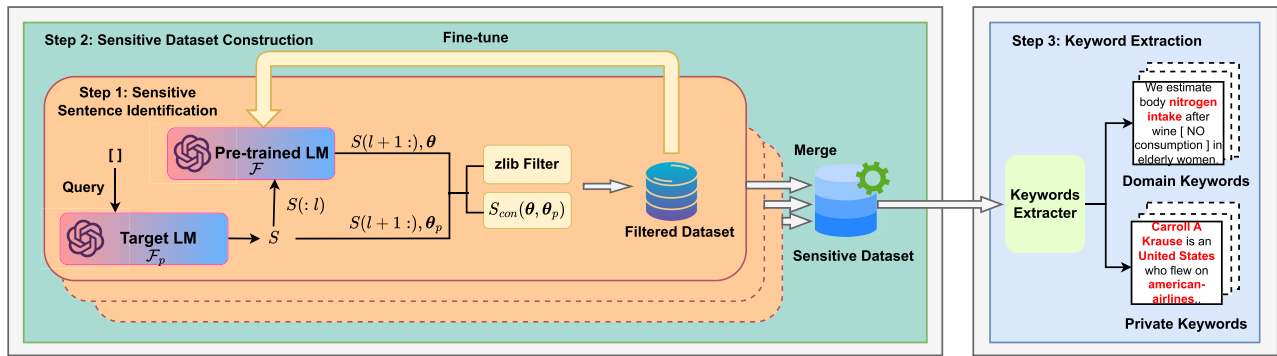 Step 2: Sensitive Dataset Construction
Fine-tune
Step 1: Sensitive
Sentence Identification
[ ]
Query
Pre-trained LM
𝓕
S(: l)
Target LM
𝓕ₚ
S
S(l + 1 :), θ
S(l + 1 :), θₚ
zlib Filter
S_con(θ, θₚ)
Filtered Dataset
Merge
Sensitive Dataset
Step 3: Keyword Extraction
Keywords
Extracter
We estimate
body nitrogen
intake after
wine [ NO
consumption ] in
elderly women.
Domain Keywords
Carroll A
Krause is an
United States
who flew on
american-
airlines..
Private Keywords